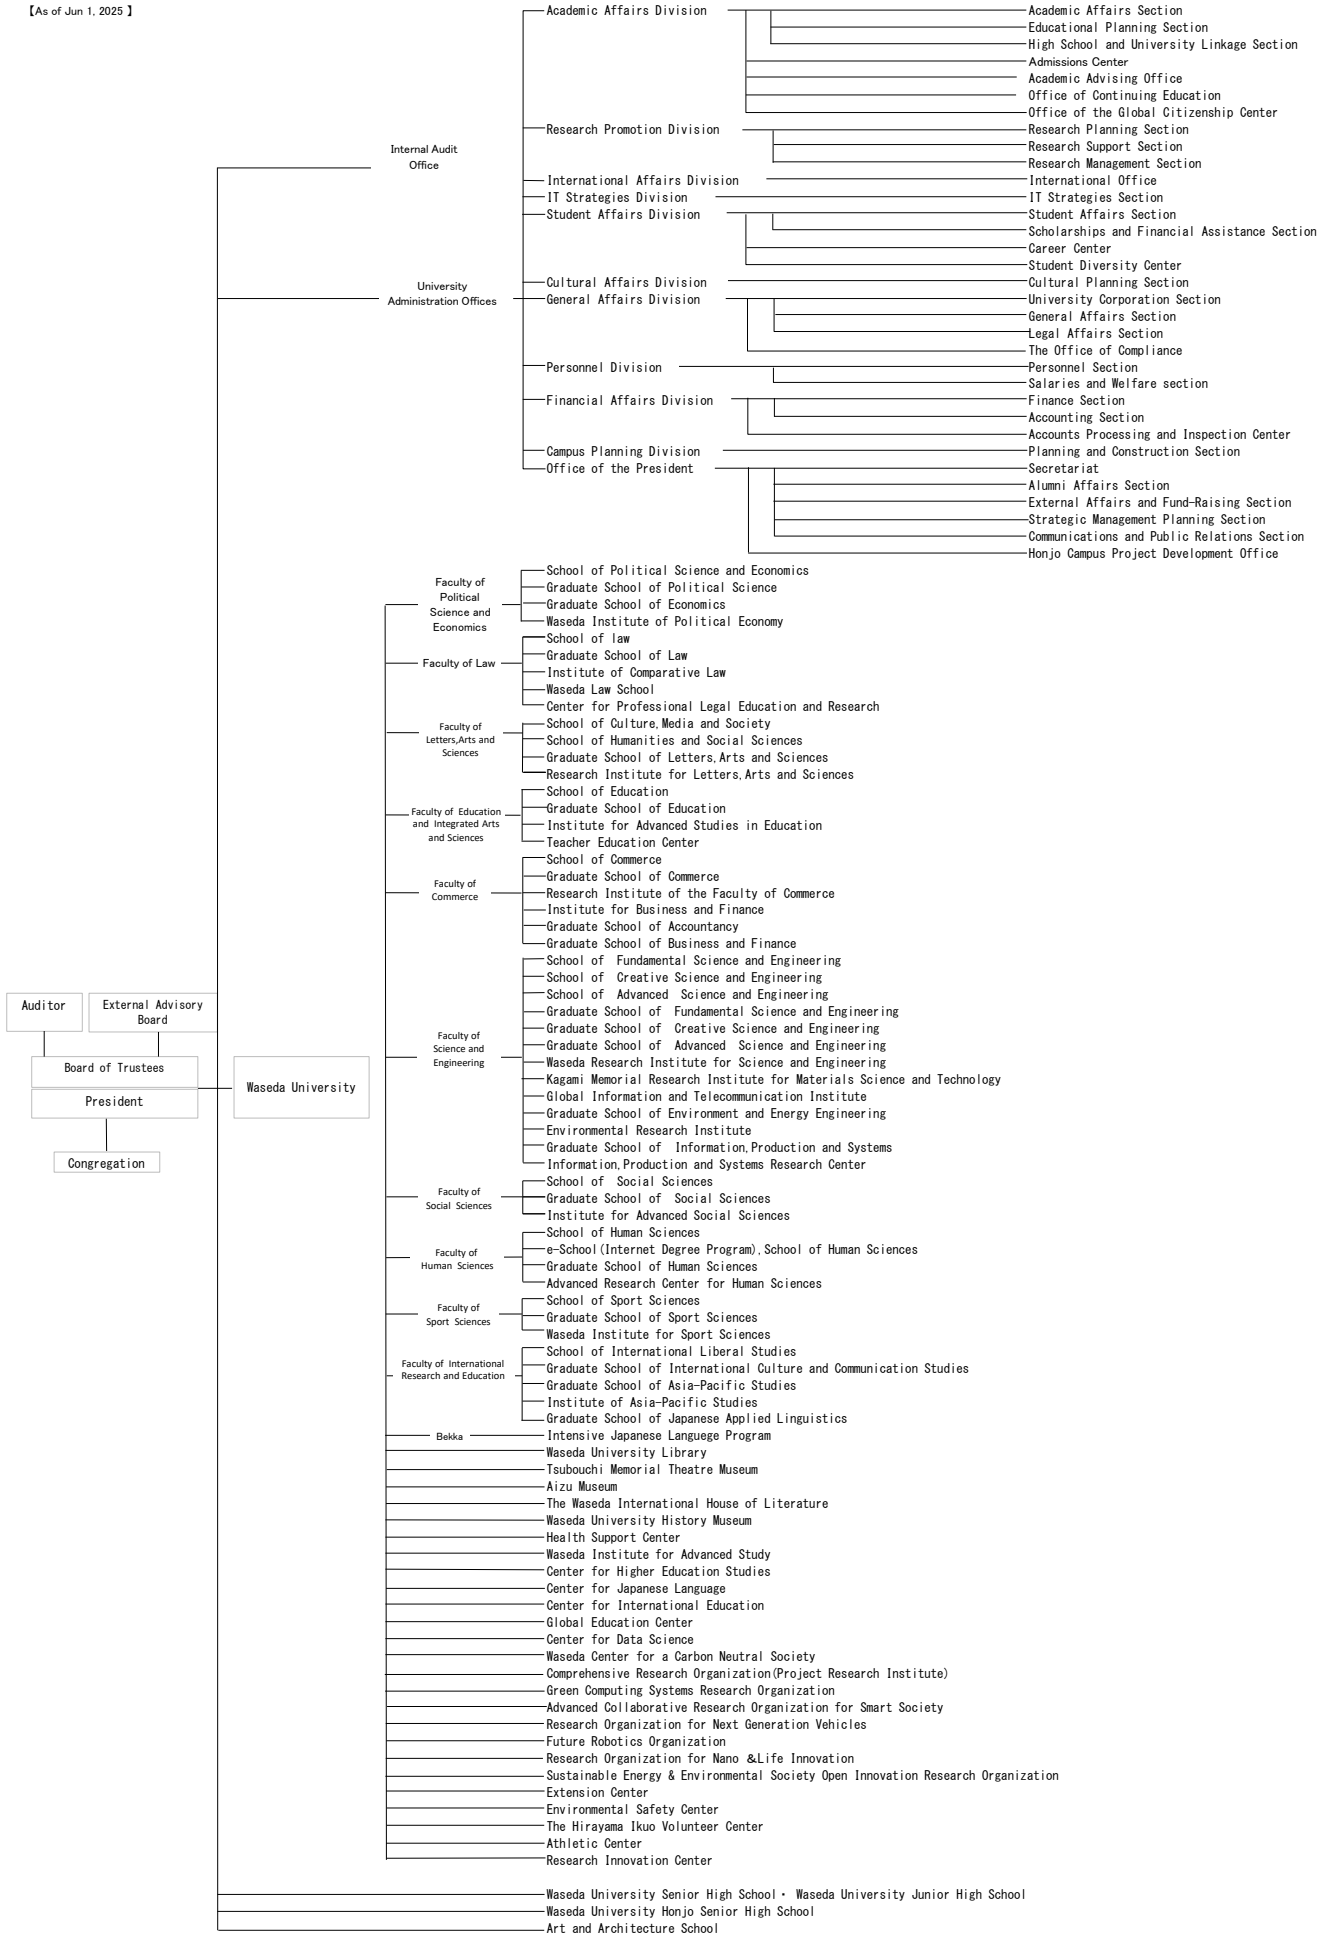 【As of Jun 1, 2025 】
Academic Affairs Division
Academic Affairs Section
Educational Planning Section
High School and University Linkage Section
Admissions Center
Academic Advising Office
Office of Continuing Education
Office of the Global Citizenship Center
Research Promotion Division
Research Planning Section
Research Support Section
Research Management Section
Internal Audit
Office
International Affairs Division
International Office
IT Strategies Division
IT Strategies Section
Student Affairs Division
Student Affairs Section
Scholarships and Financial Assistance Section
Career Center
Student Diversity Center
University
Administration Offices
Cultural Affairs Division
Cultural Planning Section
General Affairs Division
University Corporation Section
General Affairs Section
Legal Affairs Section
The Office of Compliance
Personnel Division
Personnel Section
Salaries and Welfare section
Financial Affairs Division
Finance Section
Accounting Section
Accounts Processing and Inspection Center
Campus Planning Division
Planning and Construction Section
Office of the President
Secretariat
Alumni Affairs Section
External Affairs and Fund-Raising Section
Strategic Management Planning Section
Communications and Public Relations Section
Honjo Campus Project Development Office
Faculty of
Political
Science and
Economics
School of Political Science and Economics
Graduate School of Political Science
Graduate School of Economics
Waseda Institute of Political Economy
Faculty of Law
School of law
Graduate School of Law
Institute of Comparative Law
Waseda Law School
Center for Professional Legal Education and Research
Faculty of
Letters,Arts and
Sciences
School of Culture,Media and Society
School of Humanities and Social Sciences
Graduate School of Letters,Arts and Sciences
Research Institute for Letters,Arts and Sciences
Faculty of Education
and Integrated Arts
and Sciences
School of Education
Graduate School of Education
Institute for Advanced Studies in Education
Teacher Education Center
Faculty of
Commerce
School of Commerce
Graduate School of Commerce
Research Institute of the Faculty of Commerce
Institute for Business and Finance
Graduate School of Accountancy
Graduate School of Business and Finance
Auditor
External Advisory
Board
Board of Trustees
President
Congregation
Waseda University
Faculty of
Science and
Engineering
School of Fundamental Science and Engineering
School of Creative Science and Engineering
School of Advanced Science and Engineering
Graduate School of Fundamental Science and Engineering
Graduate School of Creative Science and Engineering
Graduate School of Advanced Science and Engineering
Waseda Research Institute for Science and Engineering
Kagami Memorial Research Institute for Materials Science and Technology
Global Information and Telecommunication Institute
Graduate School of Environment and Energy Engineering
Environmental Research Institute
Graduate School of Information,Production and Systems
Information,Production and Systems Research Center
Faculty of
Social Sciences
School of Social Sciences
Graduate School of Social Sciences
Institute for Advanced Social Sciences
Faculty of
Human Sciences
School of Human Sciences
e-School(Internet Degree Program),School of Human Sciences
Graduate School of Human Sciences
Advanced Research Center for Human Sciences
Faculty of
Sport Sciences
School of Sport Sciences
Graduate School of Sport Sciences
Waseda Institute for Sport Sciences
Faculty of International
Research and Education
School of International Liberal Studies
Graduate School of International Culture and Communication Studies
Graduate School of Asia-Pacific Studies
Institute of Asia-Pacific Studies
Graduate School of Japanese Applied Linguistics
Bekka
Intensive Japanese Languege Program
Waseda University Library
Tsubouchi Memorial Theatre Museum
Aizu Museum
The Waseda International House of Literature
Waseda University History Museum
Health Support Center
Waseda Institute for Advanced Study
Center for Higher Education Studies
Center for Japanese Language
Center for International Education
Global Education Center
Center for Data Science
Waseda Center for a Carbon Neutral Society
Comprehensive Research Organization(Project Research Institute)
Green Computing Systems Research Organization
Advanced Collaborative Research Organization for Smart Society
Research Organization for Next Generation Vehicles
Future Robotics Organization
Research Organization for Nano &Life Innovation
Sustainable Energy & Environmental Society Open Innovation Research Organization
Extension Center
Environmental Safety Center
The Hirayama Ikuo Volunteer Center
Athletic Center
Research Innovation Center
Waseda University Senior High School・ Waseda University Junior High School
Waseda University Honjo Senior High School
Art and Architecture School